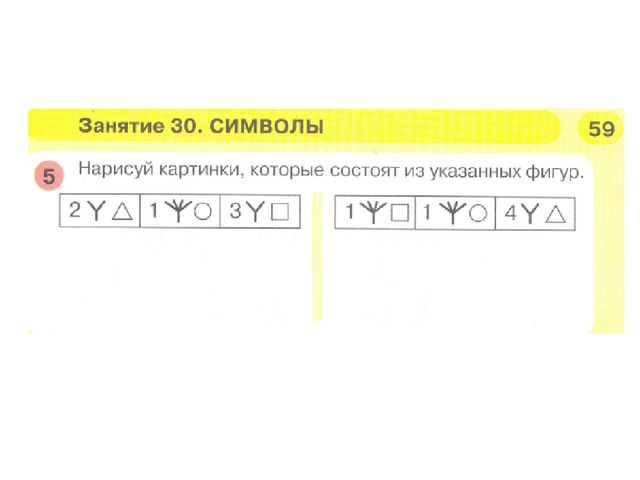 Занятие 30. СИМВОЛЫ
59
5
Нарисуй картинки, которые состоят из указанных фигур.
2 1 3
1 1 4